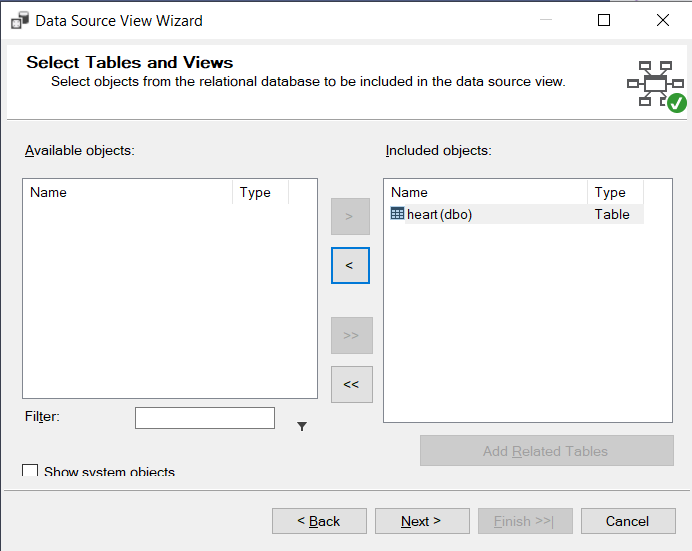 Data Source View Wizard
Select Tables and Views
Select objects from the relational database to be included in the data source view.
Available objects:
Included objects:
Name Type
Name Type
heart (dbo) Table
>
<
>>
<<
Filter:
Add Related Tables
Show system objects
< Back Next > Finish >>| Cancel